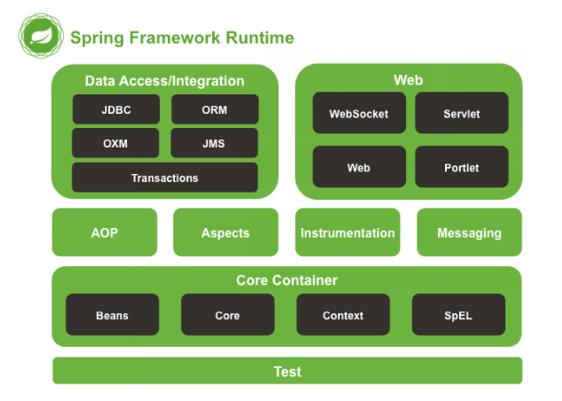 Spring Framework Runtime
Data Access/Integration
JDBC
ORM
OXM
JMS
Transactions
Web
WebSocket
Servlet
Web
Portlet
AOP
Aspects
Instrumentation
Messaging
Core Container
Beans
Core
Context
SpEL
Test